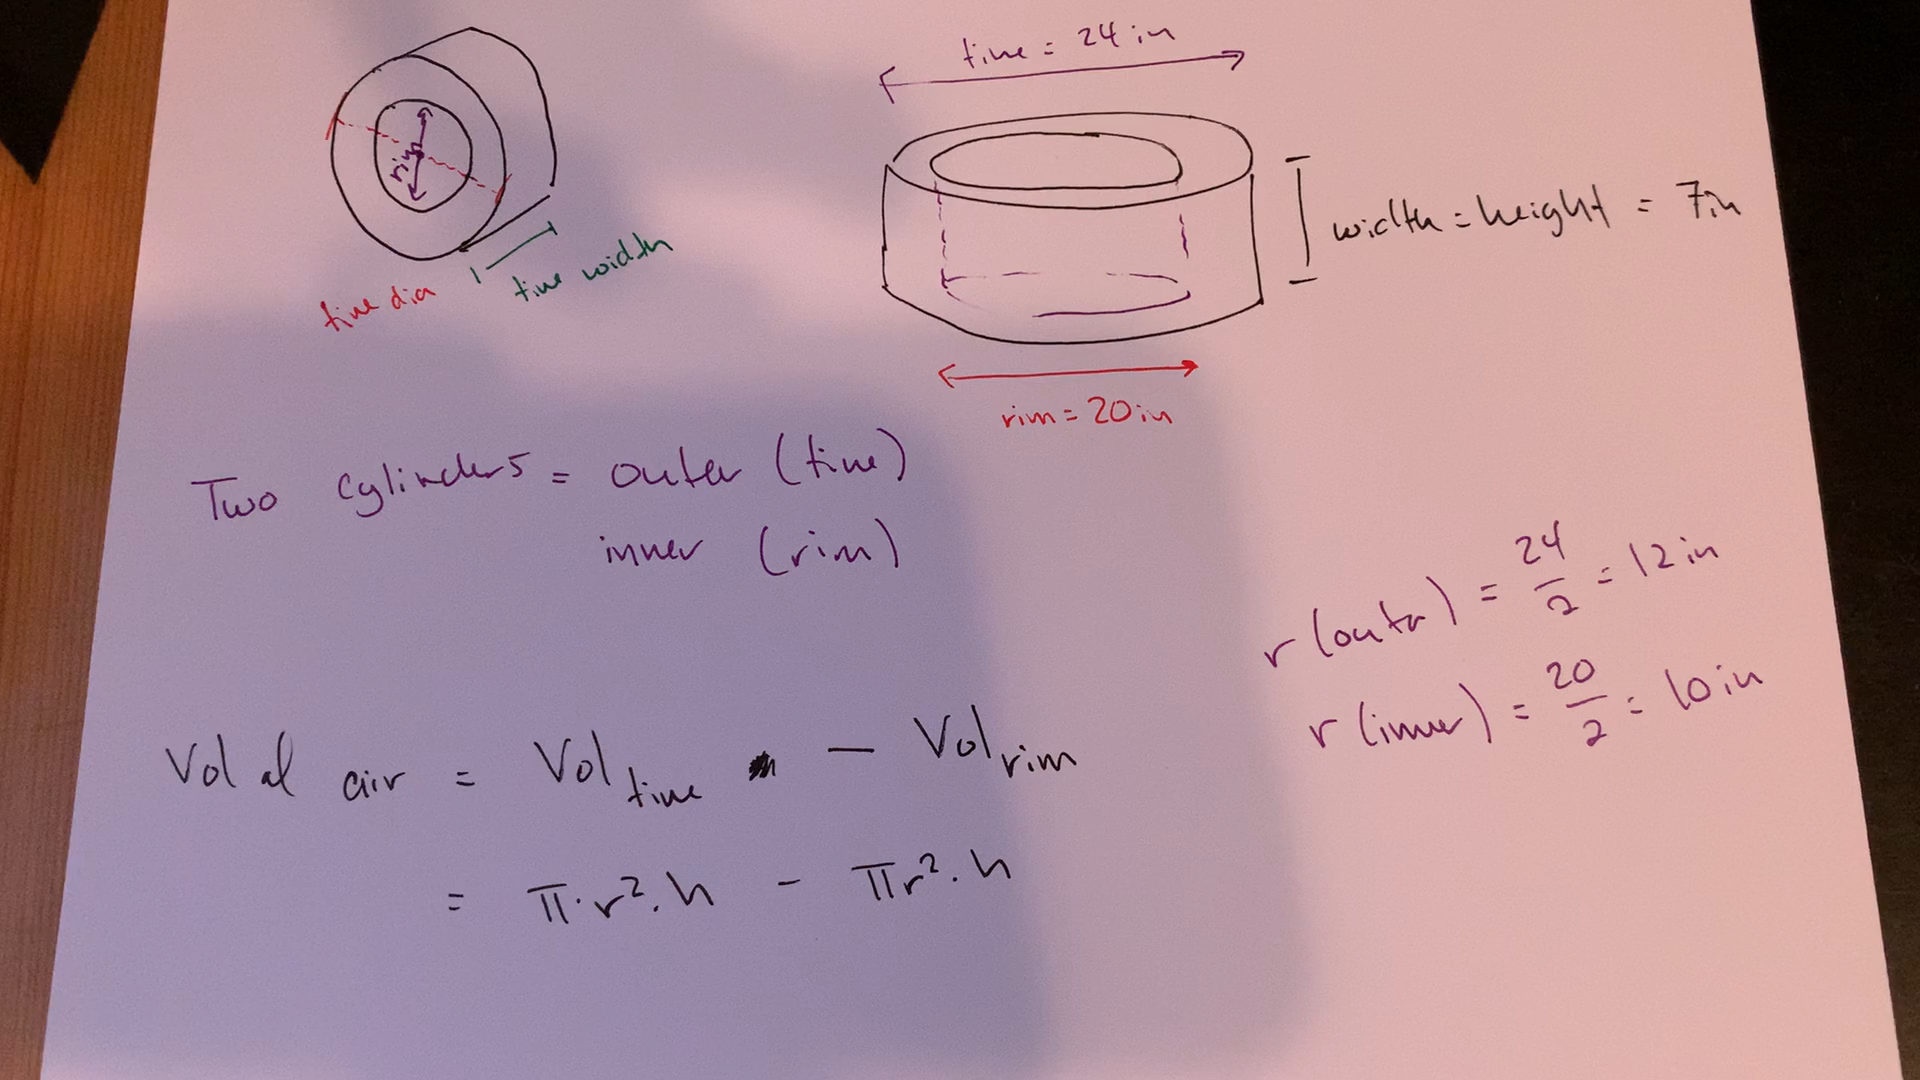 tire = 24 in
rim
width = height = 7in
tire width
tire dia
rim = 20 in
Two cylinders = outer (tire)
inner (rim)
r (outer) = 24/2 = 12 in
r (inner) = 20/2 = 10 in
Vol of air = Vol tire - Vol rim
= π·r²·h - πr²·h